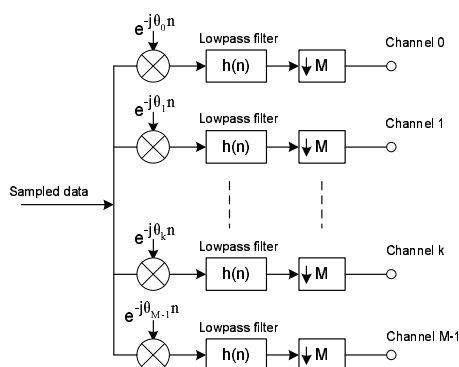 e^-jθ₀n
Lowpass filter
Channel 0
h(n)
M
e^-jθ₁n
Lowpass filter
Channel 1
h(n)
M
Sampled data
e^-jθₖn
Lowpass filter
Channel k
h(n)
M
e^-jθ_M-1n
Lowpass filter
Channel M-1
h(n)
M